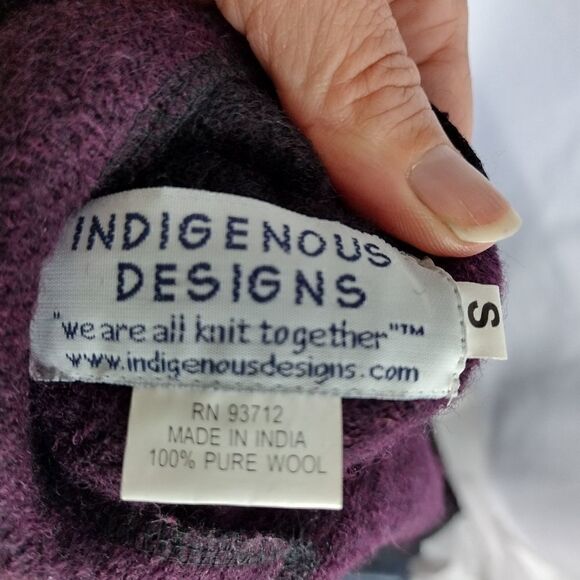 INDIGENOUS
DESIGNS
"we are all knit together"™
www.indigenousdesigns.com
S
RN 93712
MADE IN INDIA
100% PURE WOOL